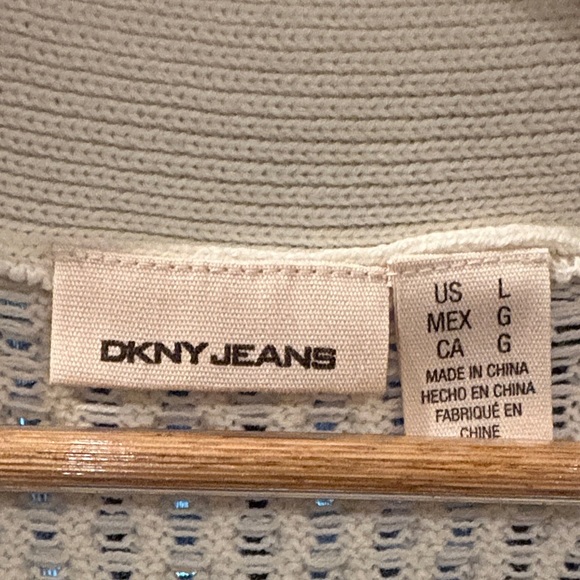 DKNY JEANS
US L
MEX G
CA G
MADE IN CHINA
HECHO EN CHINA
FABRIQUÉ EN
CHINE